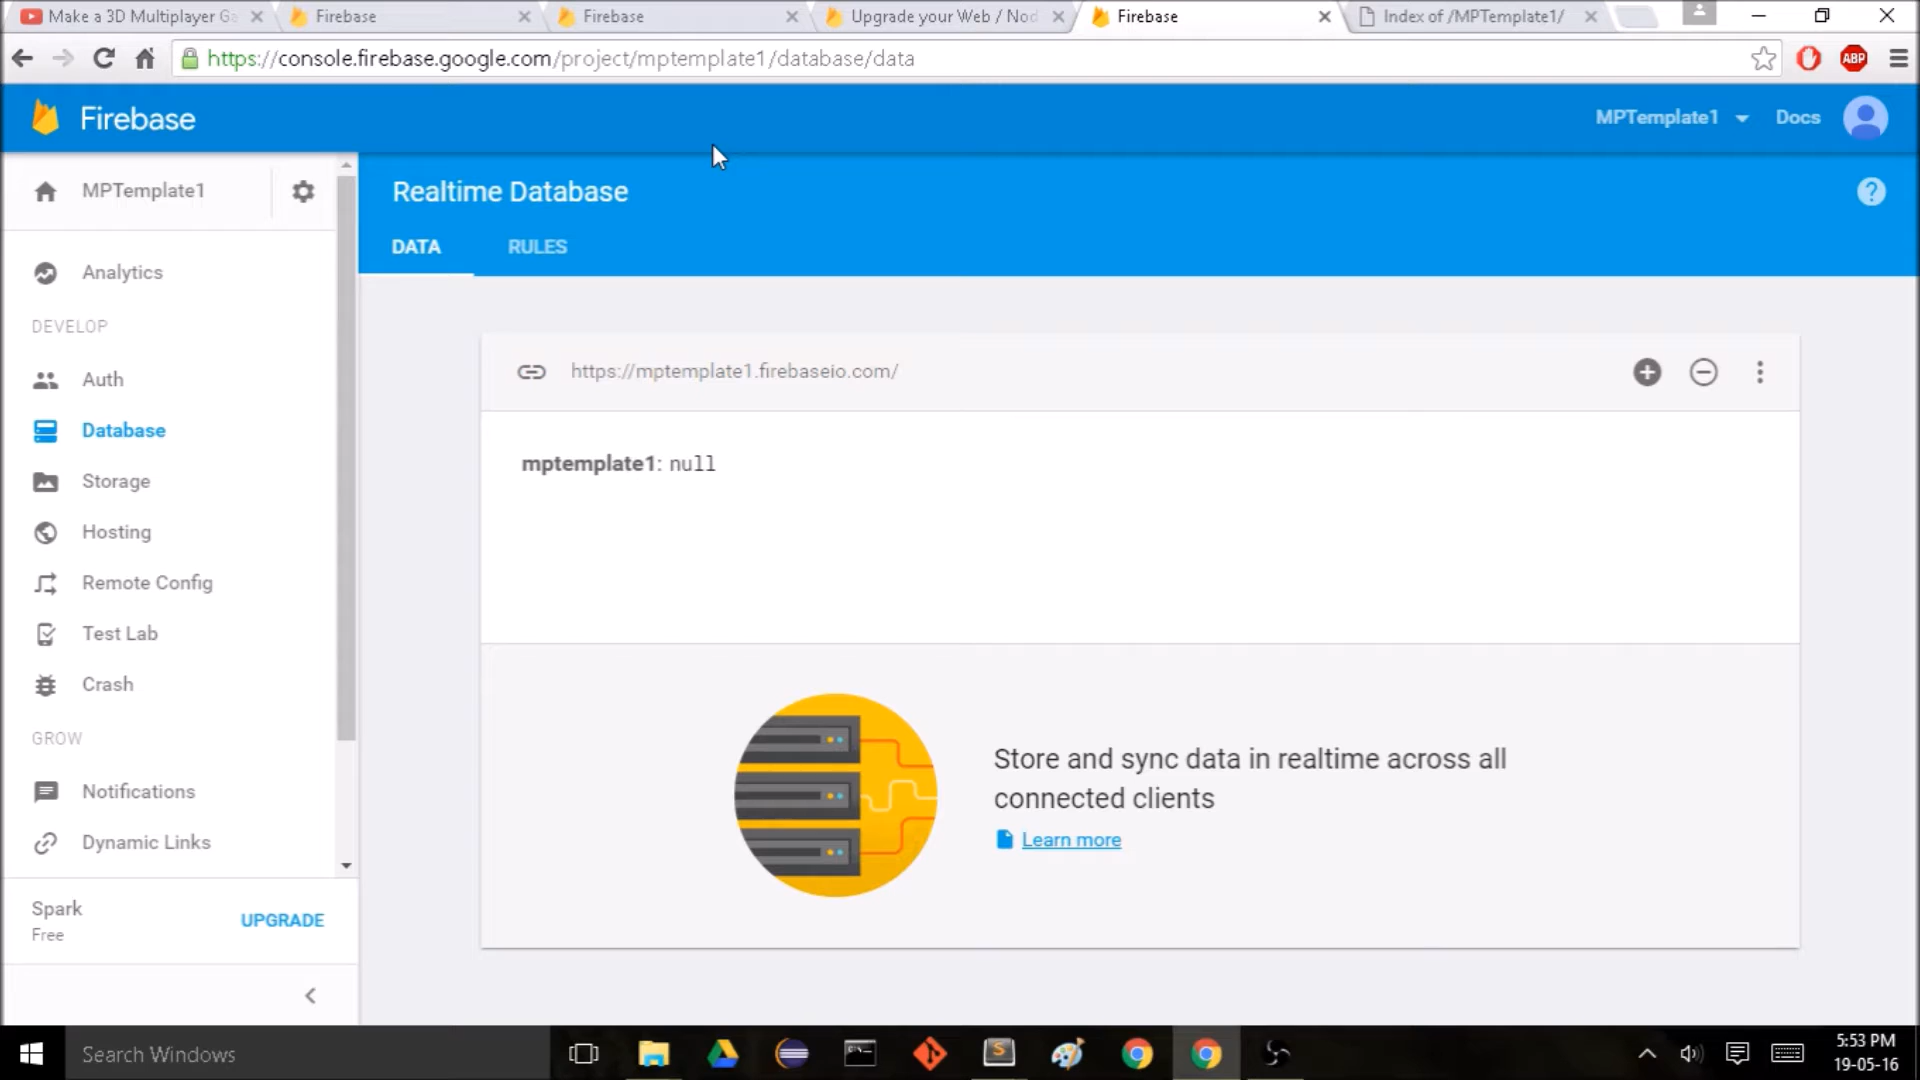 Make a 3D Multiplayer Ga
Firebase
Firebase
Upgrade your Web / Nod
Firebase
Index of /MPTemplate1/
https://console.firebase.google.com/project/mptemplate1/database/data
ABP
Firebase
MPTemplate1
Docs
MPTemplate1
Realtime Database
?
DATA
RULES
Analytics
DEVELOP
Auth
Database
Storage
Hosting
Remote Config
Test Lab
Crash
GROW
Notifications
Dynamic Links
Spark
Free
UPGRADE
https://mptemplate1.firebaseio.com/
mptemplate1: null
Store and sync data in realtime across all
connected clients
Learn more
Search Windows
5:53 PM
19-05-16